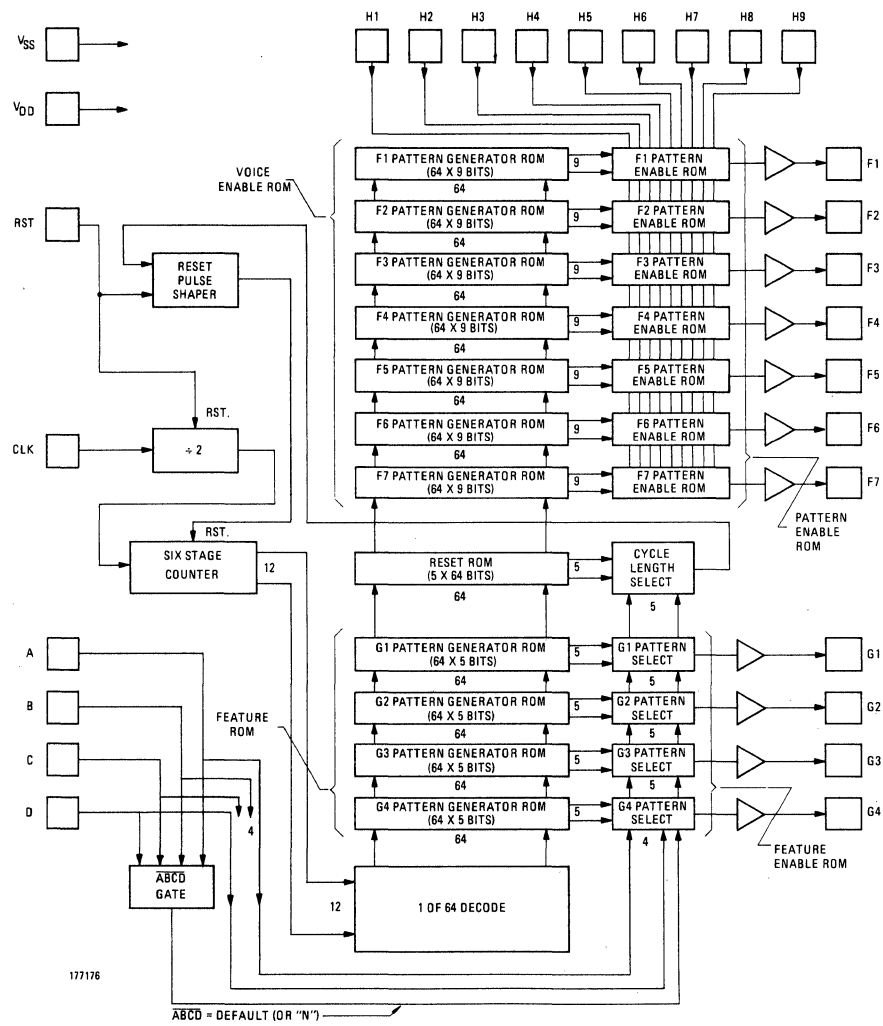 H1 H2 H3 H4 H5 H6 H7 H8 H9
VSS
VDD
RST
CLK
A
B
C
D
VOICE
ENABLE ROM
RESET
PULSE
SHAPER
RST.
÷ 2
RST.
SIX STAGE
COUNTER
12
F1 PATTERN GENERATOR ROM
(64 X 9 BITS)
64
9
F1 PATTERN
ENABLE ROM
F1
F2 PATTERN GENERATOR ROM
(64 X 9 BITS)
64
9
F2 PATTERN
ENABLE ROM
F2
F3 PATTERN GENERATOR ROM
(64 X 9 BITS)
64
9
F3 PATTERN
ENABLE ROM
F3
F4 PATTERN GENERATOR ROM
(64 X 9 BITS)
64
9
F4 PATTERN
ENABLE ROM
F4
F5 PATTERN GENERATOR ROM
(64 X 9 BITS)
64
9
F5 PATTERN
ENABLE ROM
F5
F6 PATTERN GENERATOR ROM
(64 X 9 BITS)
64
9
F6 PATTERN
ENABLE ROM
F6
F7 PATTERN GENERATOR ROM
(64 X 9 BITS)
9
F7 PATTERN
ENABLE ROM
F7
PATTERN
ENABLE
ROM
RESET ROM
(5 X 64 BITS)
64
5
CYCLE
LENGTH
SELECT
5
FEATURE
ROM
G1 PATTERN GENERATOR ROM
(64 X 5 BITS)
64
5
G1 PATTERN
SELECT
5
G1
G2 PATTERN GENERATOR ROM
(64 X 5 BITS)
64
5
G2 PATTERN
SELECT
5
G2
G3 PATTERN GENERATOR ROM
(64 X 5 BITS)
64
5
G3 PATTERN
SELECT
5
G3
G4 PATTERN GENERATOR ROM
(64 X 5 BITS)
64
5
G4 PATTERN
SELECT
4
G4
FEATURE
ENABLE ROM
4
ABCD
GATE
12
1 OF 64 DECODE
177176
ABCD = DEFAULT (OR "N")